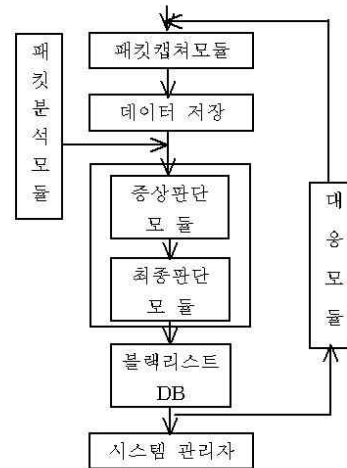 패킷캡쳐모듈
패
킷
분
석
모
듈
데이터 저장
증상판단
모 듈
최종판단
모 듈
대
응
모
듈
블랙리스트
DB
시스템 관리자